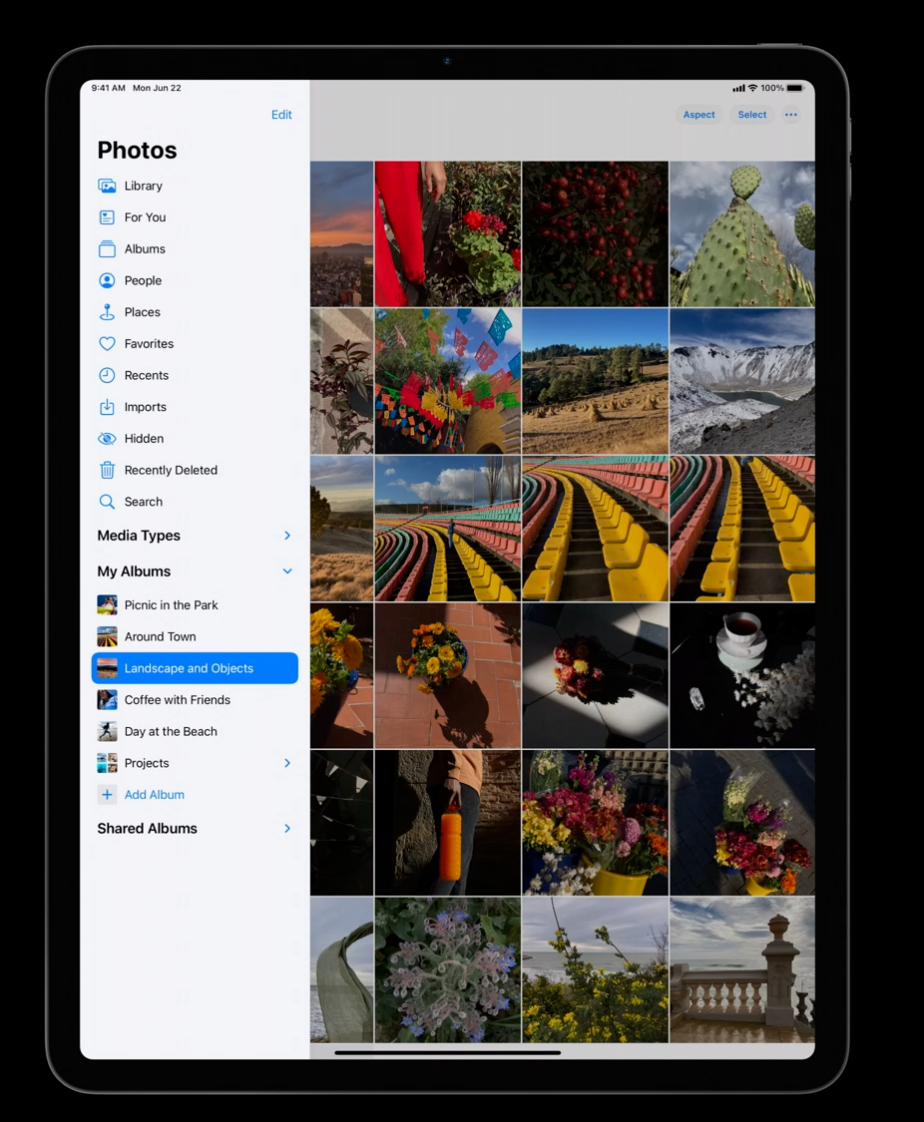 9:41 AM Mon Jun 22
100%
Edit
Aspect
Select
Photos
Library
For You
Albums
People
Places
Favorites
Recents
Imports
Hidden
Recently Deleted
Search
Media Types
My Albums
Picnic in the Park
Around Town
Landscape and Objects
Coffee with Friends
Day at the Beach
Projects
Add Album
Shared Albums